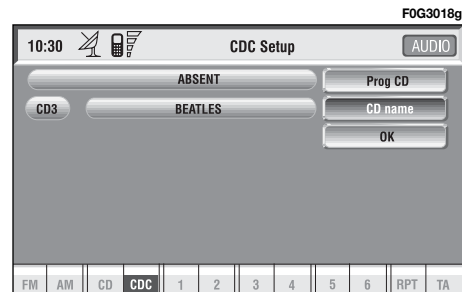 F0G3018g
10:30 CDC Setup AUDIO
ABSENT Prog CD
CD3 BEATLES CD name
OK
FM AM CD CDC 1 2 3 4 5 6 RPT TA